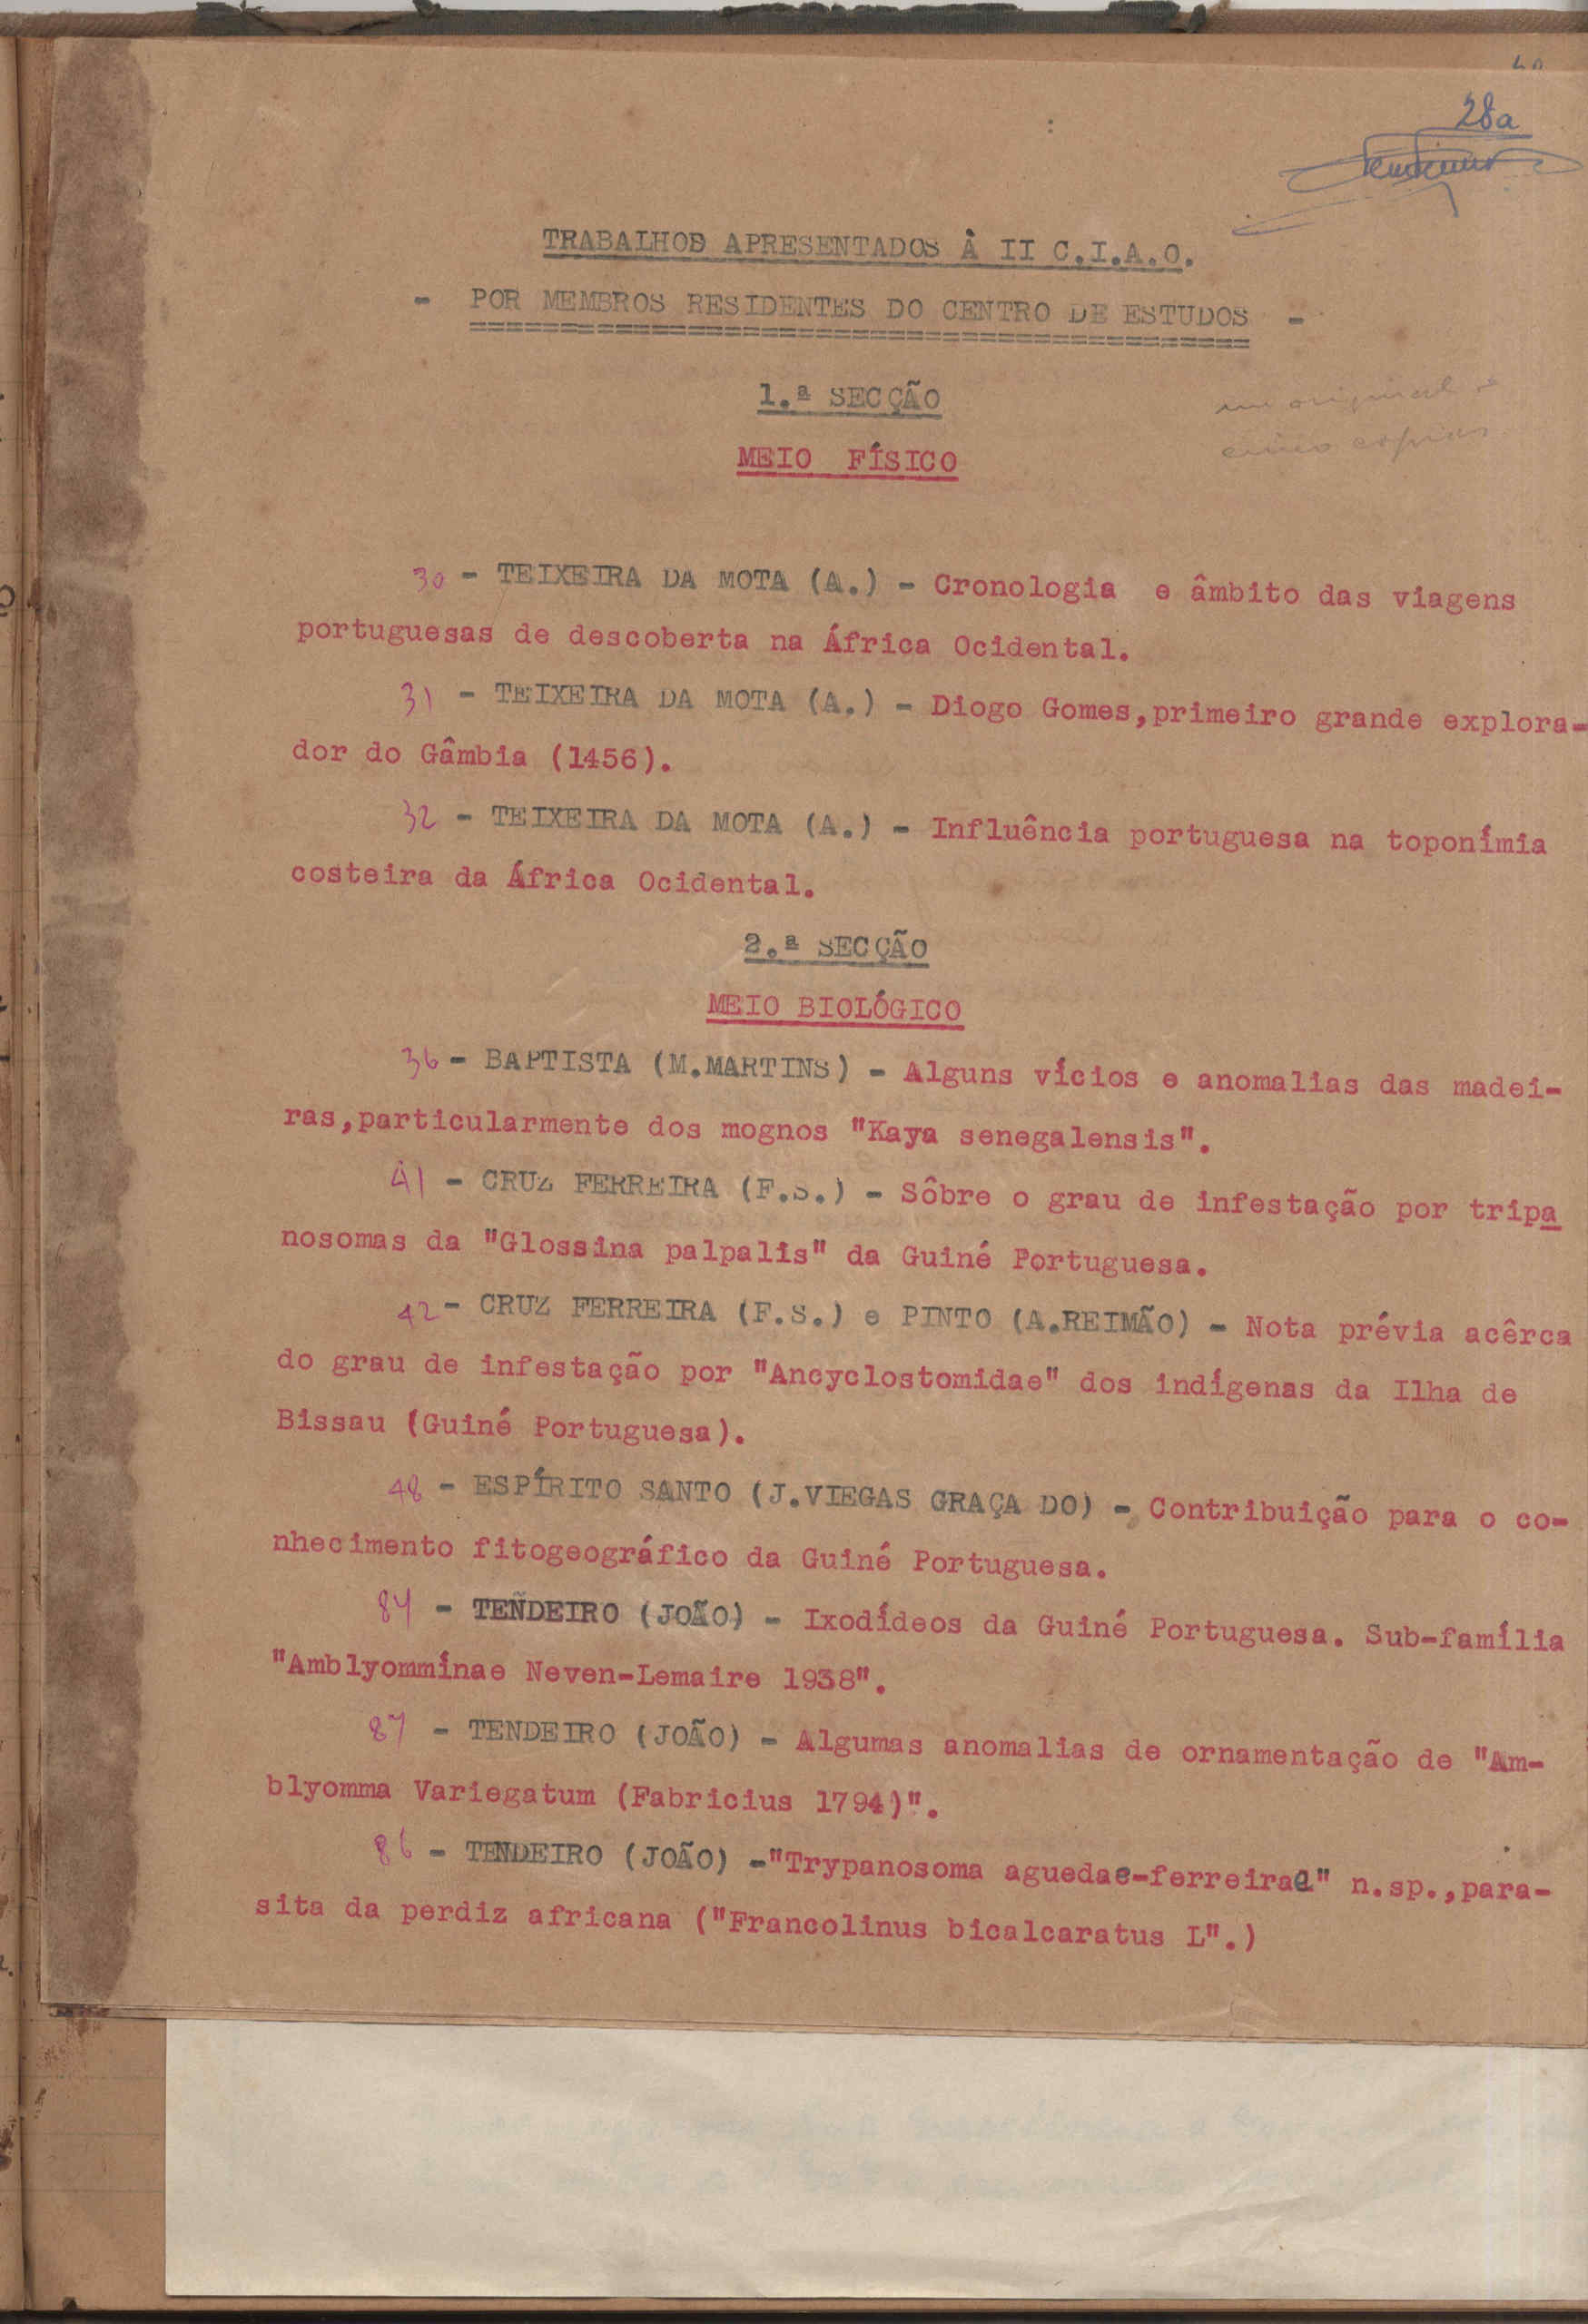 28a
TRABALHOS APRESENTADOS À II C.I.A.O.
- POR MEMBROS RESIDENTES DO CENTRO DE ESTUDOS -
1.ª SECÇÃO
um original e
cinco copias
MEIO FÍSICO
30 - TEIXEIRA DA MOTA (A.) - Cronologia e âmbito das viagens
portuguesas de descoberta na África Ocidental.
31 - TEIXEIRA DA MOTA (A.) - Diogo Gomes,primeiro grande explora-
dor do Gâmbia (1456).
32 - TEIXEIRA DA MOTA (A.) - Influência portuguesa na toponímia
costeira da África Ocidental.
2.ª SECÇÃO
MEIO BIOLÓGICO
36 - BAPTISTA (M.MARTINS) - Alguns vícios e anomalias das madei-
ras,particularmente dos mognos "Kaya senegalensis".
41 - CRUZ FERREIRA (F.S.) - Sôbre o grau de infestação por tripa
nosomas da "Glossina palpalis" da Guiné Portuguesa.
42 - CRUZ FERREIRA (F.S.) e PINTO (A.REIMÃO) - Nota prévia acêrca
do grau de infestação por "Ancyclostomidae" dos indígenas da Ilha de
Bissau (Guiné Portuguesa).
48 - ESPÍRITO SANTO (J.VIEGAS GRAÇA DO) - Contribuição para o co-
nhecimento fitogeográfico da Guiné Portuguesa.
84 - TEÑDEIRO (JOÃO) - Ixodídeos da Guiné Portuguesa. Sub-família
"Amblyommínae Neven-Lemaire 1938".
87 - TENDEIRO (JOÃO) - Algumas anomalias de ornamentação de "Am-
blyomma Variegatum (Fabricius 1794)".
86 - TENDEIRO (JOÃO) -"Trypanosoma aguedae-ferreirae" n.sp.,para-
sita da perdiz africana ("Francolinus bicalcaratus L".)